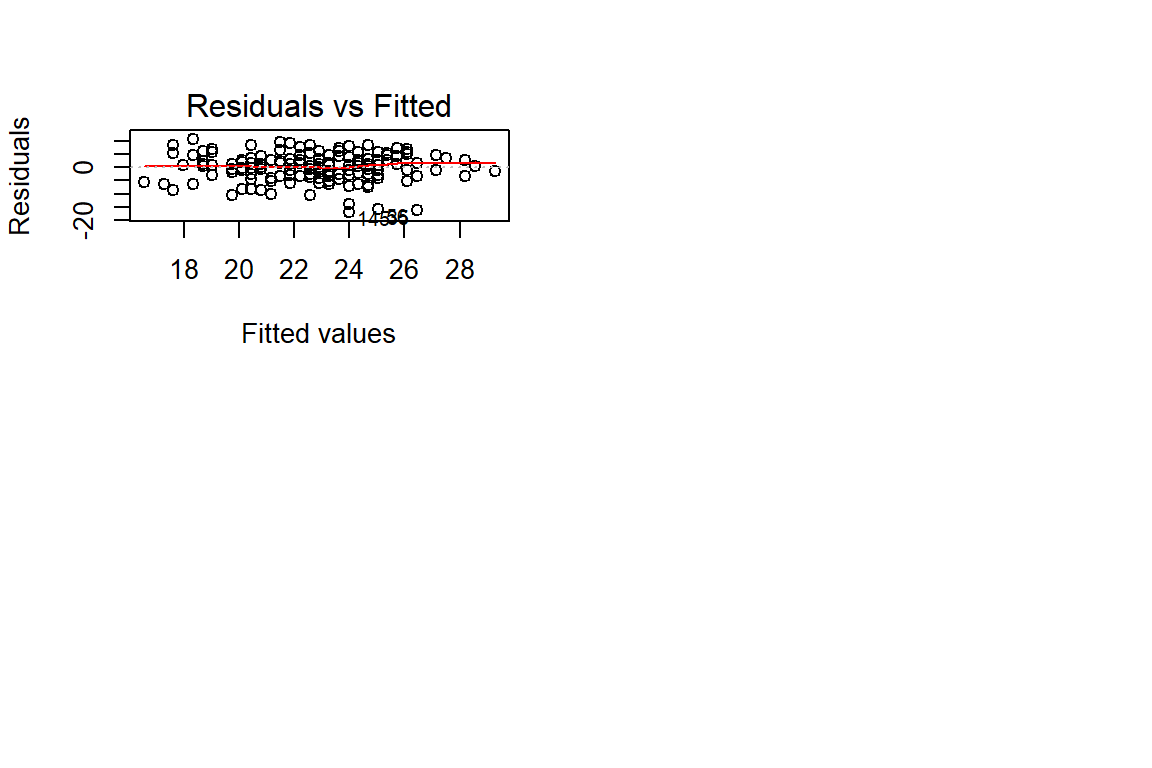 Residuals vs Fitted
Residuals
0
-20
18 20 22 24 26 28
Fitted values